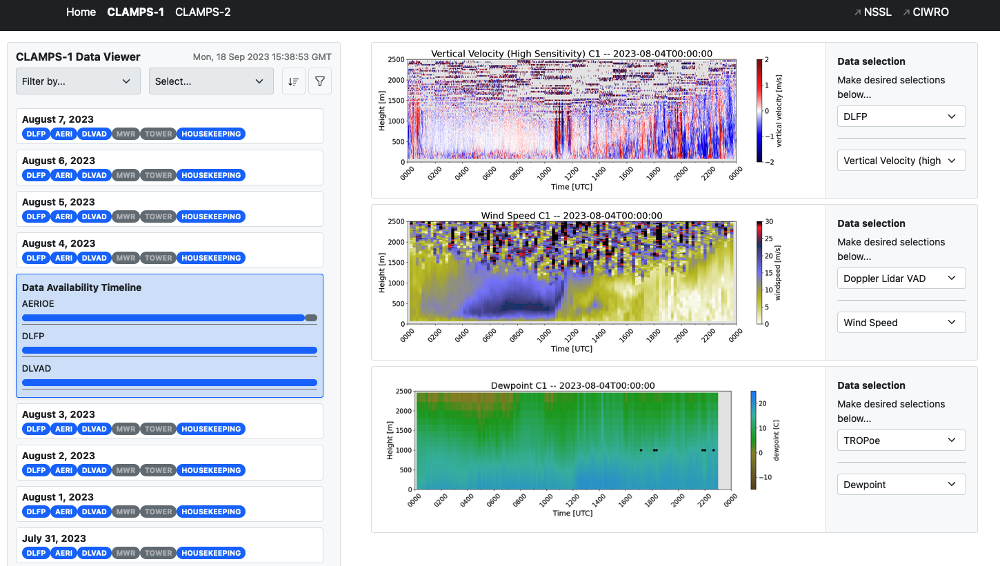 Home CLAMPS-1 CLAMPS-2 NSSL CIWRO
CLAMPS-1 Data Viewer Mon, 18 Sep 2023 15:38:53 GMT
Filter by... Select...
August 7, 2023
DLFP AERI DLVAD MWR TOWER HOUSEKEEPING
August 6, 2023
DLFP AERI DLVAD MWR TOWER HOUSEKEEPING
August 5, 2023
DLFP AERI DLVAD MWR TOWER HOUSEKEEPING
August 4, 2023
DLFP AERI DLVAD MWR TOWER HOUSEKEEPING
Data Availability Timeline
AERIOE
DLFP
DLVAD
August 3, 2023
DLFP AERI DLVAD MWR TOWER HOUSEKEEPING
August 2, 2023
DLFP AERI DLVAD MWR TOWER HOUSEKEEPING
August 1, 2023
DLFP AERI DLVAD MWR TOWER HOUSEKEEPING
July 31, 2023
DLFP AERI DLVAD MWR TOWER HOUSEKEEPING
Vertical Velocity (High Sensitivity) C1 -- 2023-08-04T00:00:00
Height [m]
2500
2000
1500
1000
500
0
0000 0200 0400 0600 0800 1000 1200 1400 1600 1800 2000 2200 0000
Time [UTC]
2
1
0
−1
−2
vertical velocity [m/s]
Data selection
Make desired selections
below...
DLFP
Vertical Velocity (high
Wind Speed C1 -- 2023-08-04T00:00:00
Height [m]
2500
2000
1500
1000
500
0
0000 0200 0400 0600 0800 1000 1200 1400 1600 1800 2000 2200 0000
Time [UTC]
30
25
20
15
10
5
0
windspeed [m/s]
Data selection
Make desired selections
below...
Doppler Lidar VAD
Wind Speed
Dewpoint C1 -- 2023-08-04T00:00:00
Height [m]
2500
2000
1500
1000
500
0
0000 0200 0400 0600 0800 1000 1200 1400 1600 1800 2000 2200 0000
Time [UTC]
20
10
0
−10
dewpoint [C]
Data selection
Make desired selections
below...
TROPoe
Dewpoint